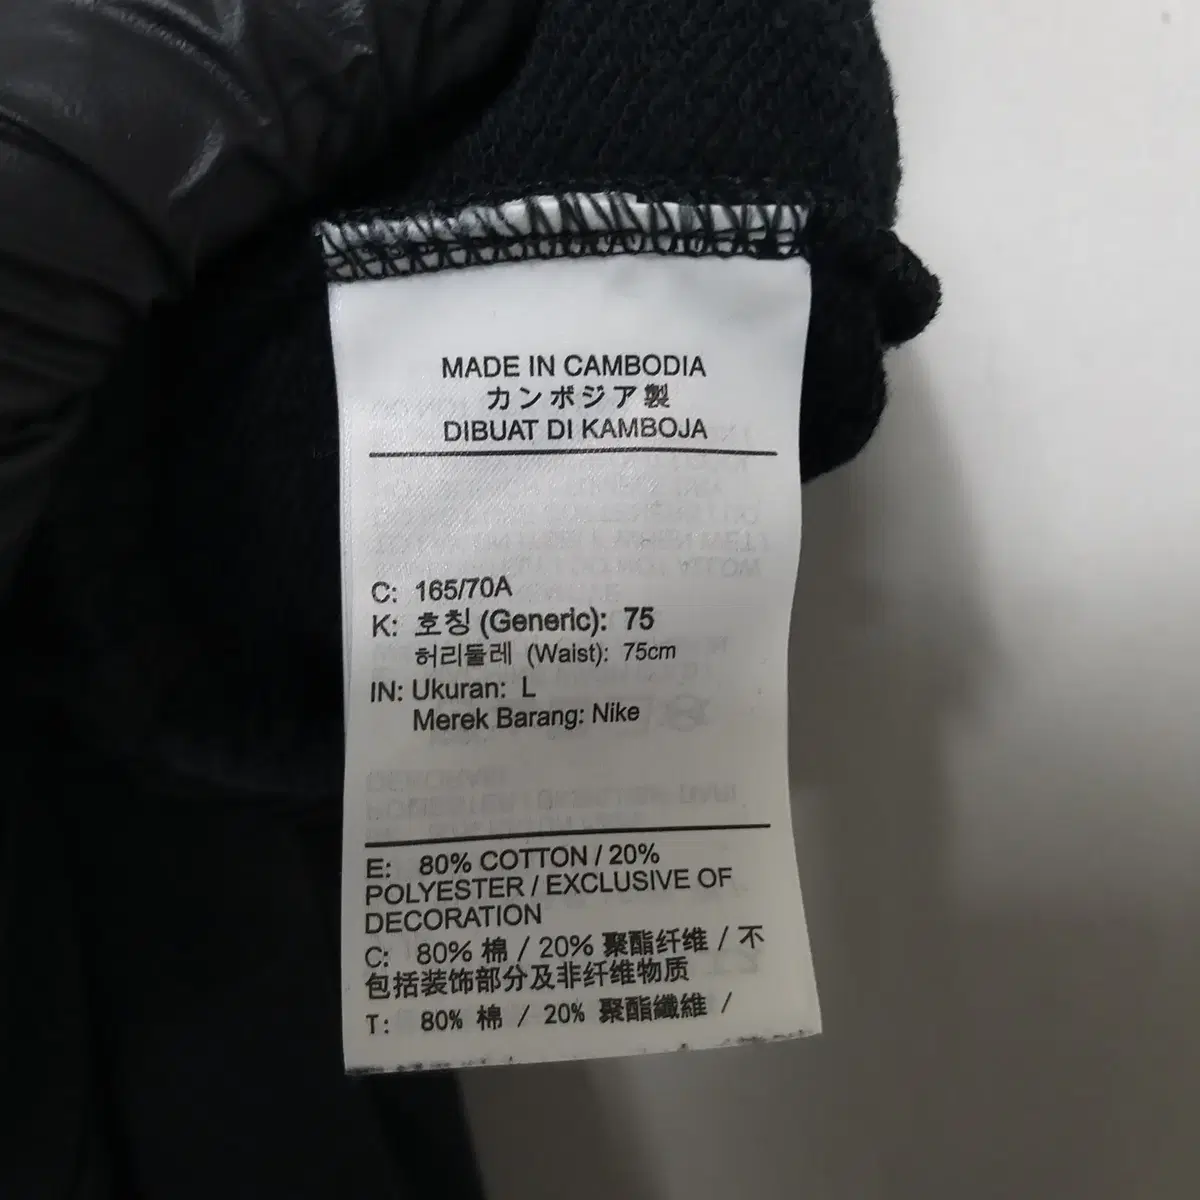 MADE IN CAMBODIA
カンボジア製
DIBUAT DI KAMBOJA
C: 165/70A
K: 호칭 (Generic): 75
허리둘레 (Waist): 75cm
IN: Ukuran: L
Merek Barang: Nike
E: 80% COTTON / 20%
POLYESTER / EXCLUSIVE OF
DECORATION
C: 80% 棉 / 20% 聚酯纤维 / 不
包括装饰部分及非纤维物质
T: 80% 棉 / 20% 聚酯纖維 /